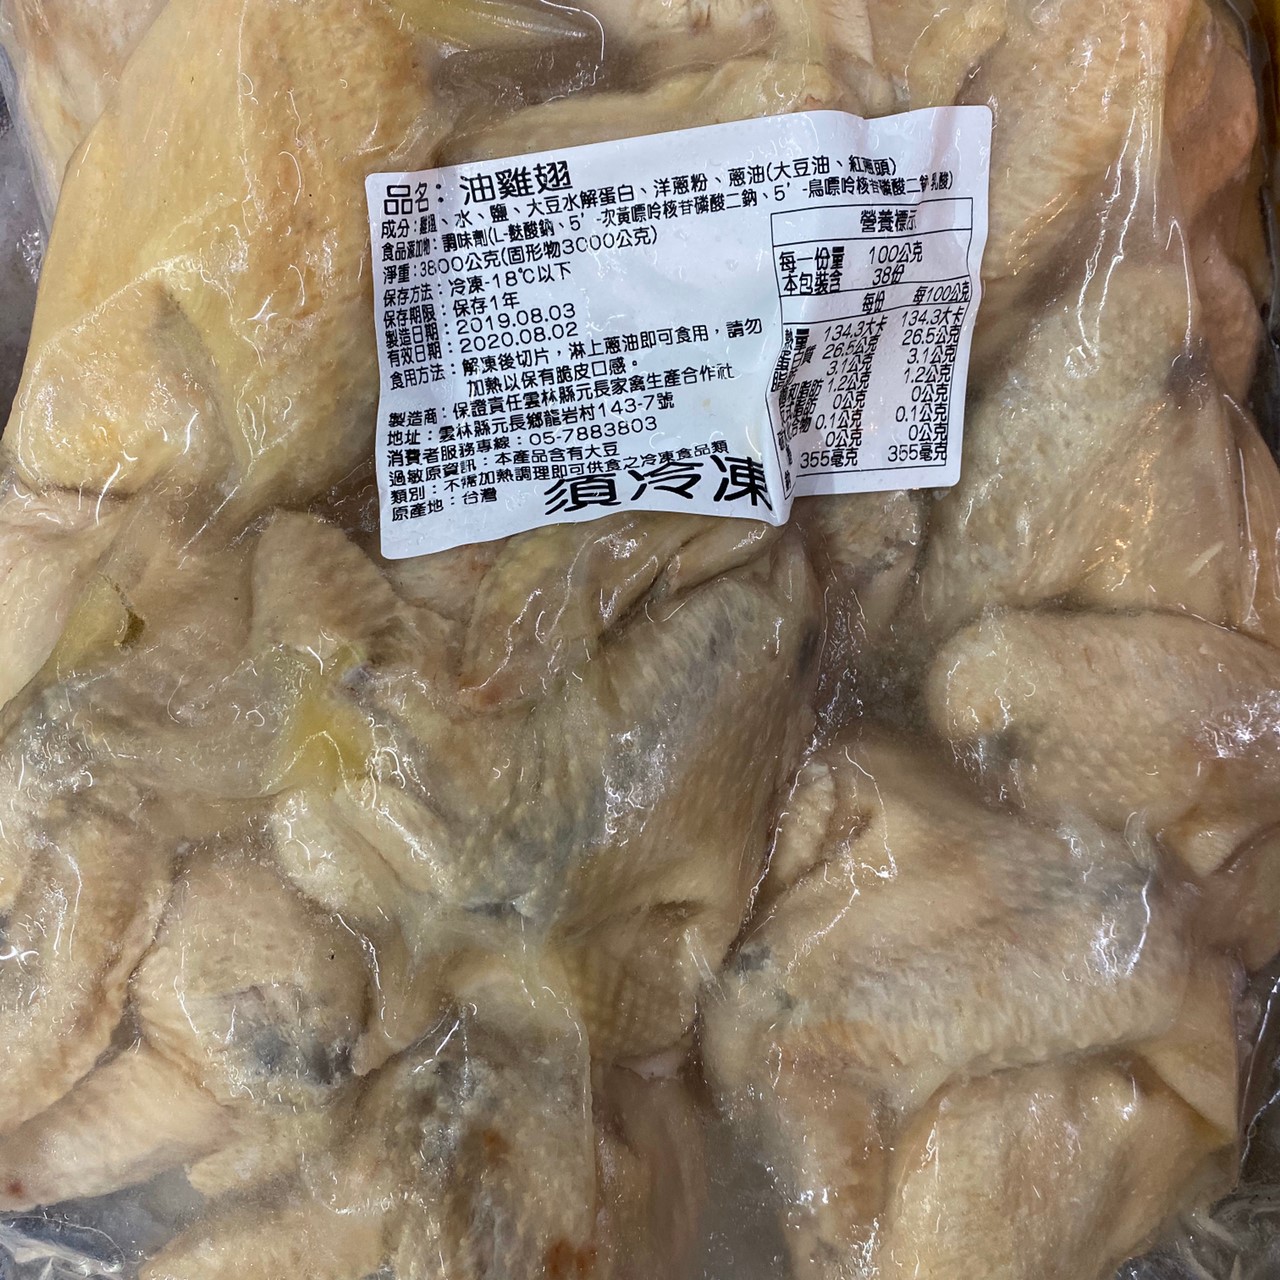 品名：油雞翅
成分：雞翅、水、鹽、大豆水解蛋白、洋蔥粉、蔥油(大豆油、紅蔥頭)
食品添加物：調味劑(L-麩酸鈉、5'-次黃嘌呤核苷磷酸二鈉、5'-鳥嘌呤核苷磷酸二鈉、乳酸)
淨重：3800公克(固形物3000公克)
保存方法：冷凍-18℃以下
保存期限：保存1年
製造日期：2019.08.03
有效日期：2020.08.02
食用方法：解凍後切片，淋上蔥油即可食用，請勿
加熱以保有脆皮口感。
製造商：保證責任雲林縣元長家禽生產合作社
地址：雲林縣元長鄉龍岩村143-7號
消費者服務專線：05-7883803
過敏原資訊：本產品含有大豆
類別：不需加熱調理即可供食之冷凍食品類
原產地：台灣
須冷凍
營養標示
每一份量 100公克
本包裝含 38份
每份 每100公克
熱量 134.3大卡 134.3大卡
26.5公克 26.5公克
3.1公克 3.1公克
1.2公克 1.2公克
0公克 0公克
0.1公克 0.1公克
0公克 0公克
355毫克 355毫克